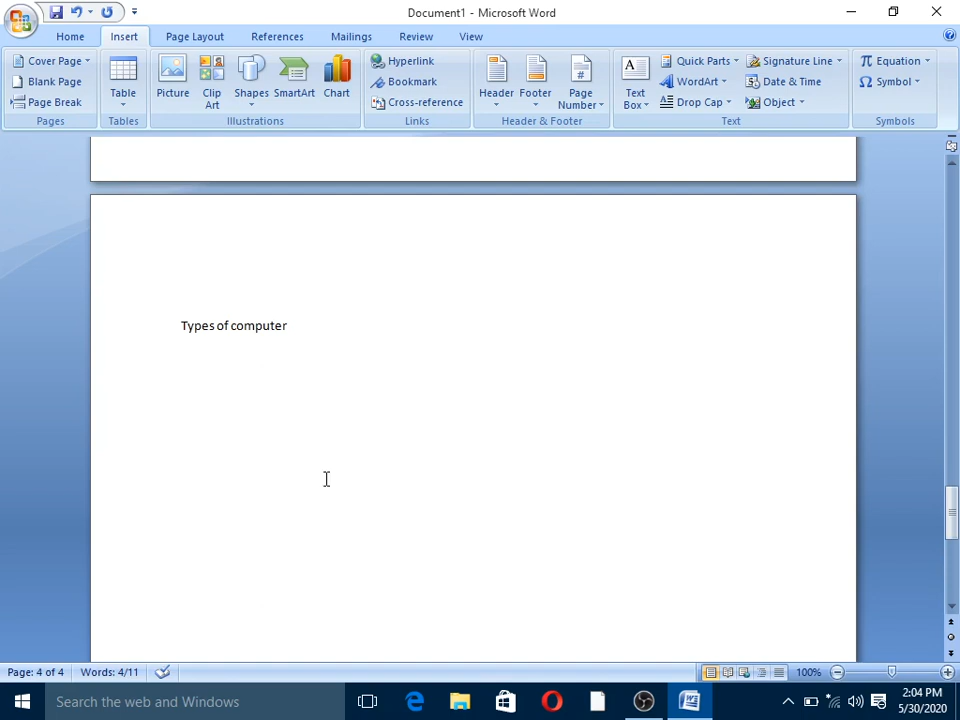 Document1 - Microsoft Word
Home Insert Page Layout References Mailings Review View
Cover Page
Blank Page
Page Break
Pages
Table
Tables
Picture
Clip Art
Shapes
SmartArt
Chart
Illustrations
Hyperlink
Bookmark
Cross-reference
Links
Header
Footer
Page Number
Header & Footer
Text Box
Quick Parts
WordArt
Drop Cap
Signature Line
Date & Time
Object
Text
Equation
Symbol
Symbols
Types of computer
Page: 4 of 4 Words: 4/11 100%
Search the web and Windows
2:04 PM
5/30/2020